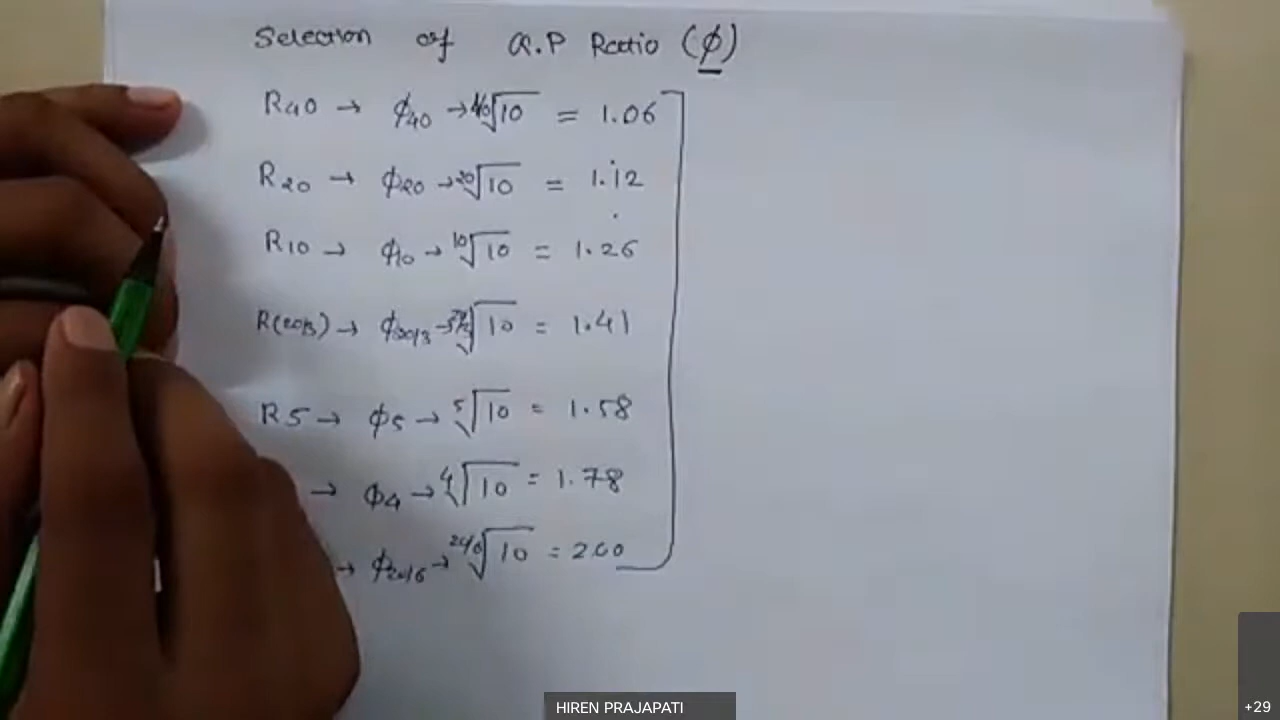 Selection of G.P Ratio (ϕ)
R40 → ϕ40 → ⁴⁰√10 = 1.06
R20 → ϕ20 → ²⁰√10 = 1.12
R10 → ϕ10 → ¹⁰√10 = 1.26
R(20/3) → ϕ20/3 → √10 = 1.41
R5 → ϕ5 → ⁵√10 = 1.58
→ ϕ4 → ⁴√10 = 1.78
→ ϕ20/6 → ²⁰/⁶√10 = 2.00
HIREN PRAJAPATI
+29